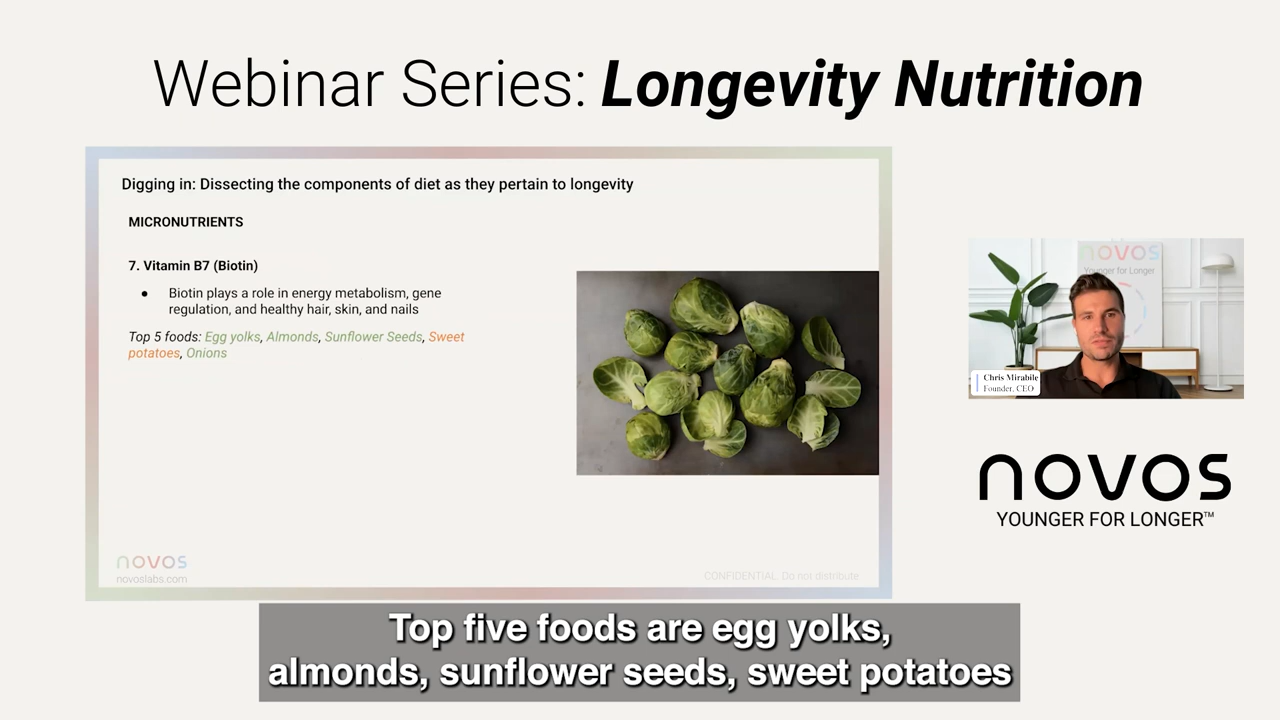 Webinar Series: Longevity Nutrition
Digging in: Dissecting the components of diet as they pertain to longevity
MICRONUTRIENTS
7. Vitamin B7 (Biotin)
● Biotin plays a role in energy metabolism, gene
regulation, and healthy hair, skin, and nails
Top 5 foods: Egg yolks, Almonds, Sunflower Seeds, Sweet
potatoes, Onions
novos
novoslabs.com
CONFIDENTIAL. Do not distribute
novos
Younger for Longer
Chris Mirabile
Founder, CEO
novos
YOUNGER FOR LONGER™
Top five foods are egg yolks,
almonds, sunflower seeds, sweet potatoes